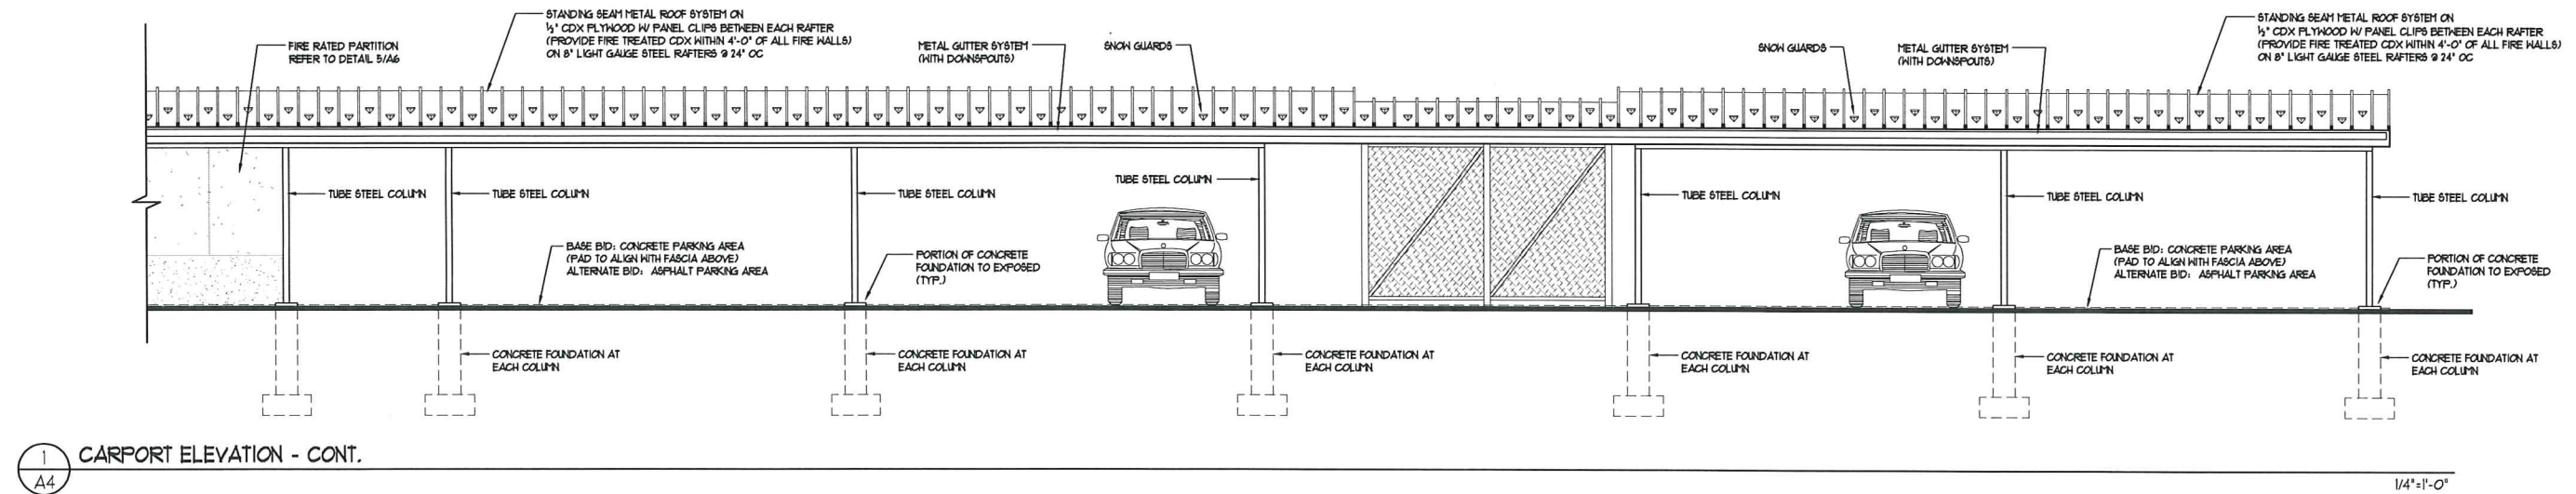 STANDING SEAM METAL ROOF SYSTEM ON
1/2" CDX PLYWOOD W/ PANEL CLIPS BETWEEN EACH RAFTER
(PROVIDE FIRE TREATED CDX WITHIN 4'-0" OF ALL FIRE WALLS)
ON 8" LIGHT GAUGE STEEL RAFTERS @ 24" OC
FIRE RATED PARTITION
REFER TO DETAIL 5/A6
METAL GUTTER SYSTEM
(WITH DOWNSPOUTS)
SNOW GUARDS
SNOW GUARDS
METAL GUTTER SYSTEM
(WITH DOWNSPOUTS)
STANDING SEAM METAL ROOF SYSTEM ON
1/2" CDX PLYWOOD W/ PANEL CLIPS BETWEEN EACH RAFTER
(PROVIDE FIRE TREATED CDX WITHIN 4'-0" OF ALL FIRE WALLS)
ON 8" LIGHT GAUGE STEEL RAFTERS @ 24" OC
TUBE STEEL COLUMN
TUBE STEEL COLUMN
TUBE STEEL COLUMN
TUBE STEEL COLUMN
TUBE STEEL COLUMN
TUBE STEEL COLUMN
TUBE STEEL COLUMN
BASE BID: CONCRETE PARKING AREA
(PAD TO ALIGN WITH FASCIA ABOVE)
ALTERNATE BID: ASPHALT PARKING AREA
PORTION OF CONCRETE
FOUNDATION TO EXPOSED
(TYP.)
BASE BID: CONCRETE PARKING AREA
(PAD TO ALIGN WITH FASCIA ABOVE)
ALTERNATE BID: ASPHALT PARKING AREA
PORTION OF CONCRETE
FOUNDATION TO EXPOSED
(TYP.)
CONCRETE FOUNDATION AT
EACH COLUMN
CONCRETE FOUNDATION AT
EACH COLUMN
CONCRETE FOUNDATION AT
EACH COLUMN
CONCRETE FOUNDATION AT
EACH COLUMN
CONCRETE FOUNDATION AT
EACH COLUMN
CONCRETE FOUNDATION AT
EACH COLUMN
1
A4
CARPORT ELEVATION - CONT.
1/4"=1'-0"